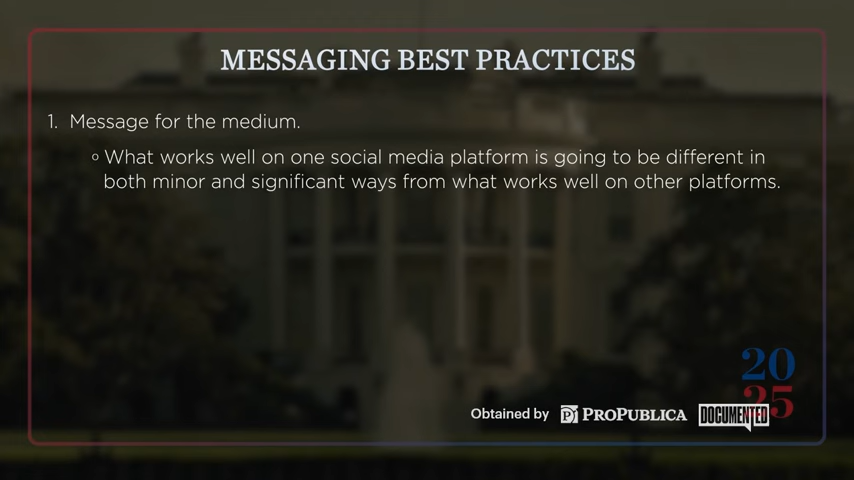 MESSAGING BEST PRACTICES
1. Message for the medium.
What works well on one social media platform is going to be different in
both minor and significant ways from what works well on other platforms.
20
25
Obtained by PROPUBLICA DOCUMENTED